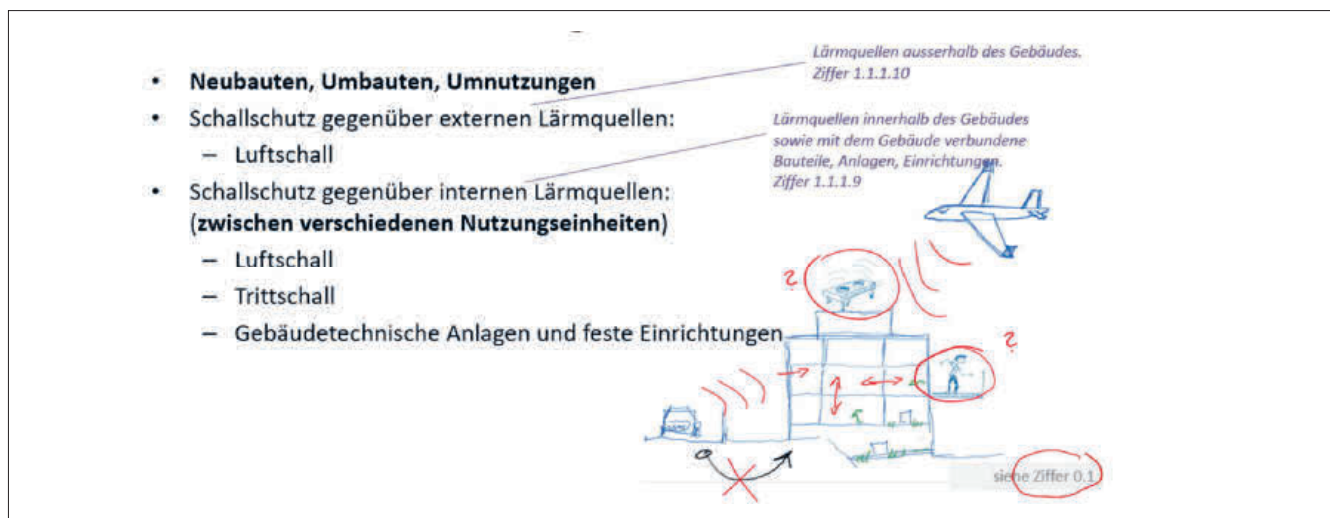 Lärmquellen ausserhalb des Gebäudes.
Ziffer 1.1.1.10
• Neubauten, Umbauten, Umnutzungen
• Schallschutz gegenüber externen Lärmquellen:
– Luftschall
Lärmquellen innerhalb des Gebäudes
sowie mit dem Gebäude verbundene
Bauteile, Anlagen, Einrichtungen.
Ziffer 1.1.1.9
• Schallschutz gegenüber internen Lärmquellen:
(zwischen verschiedenen Nutzungseinheiten)
– Luftschall
– Trittschall
– Gebäudetechnische Anlagen und feste Einrichtungen
?
?
siehe Ziffer 0.1